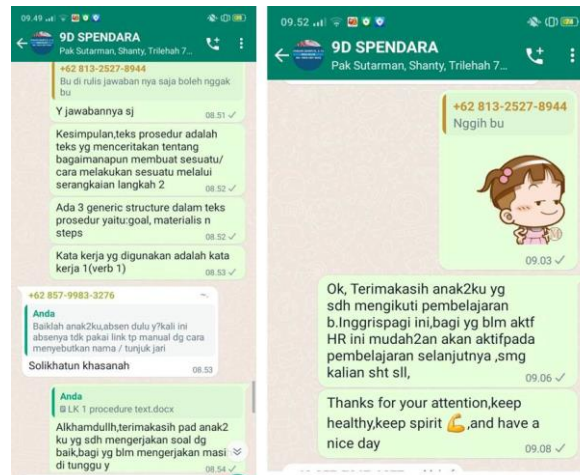 09.49
9D SPENDARA
Pak Sutarman, Shanty, Trilehah 7...
+62 813-2527-8944
Bu di rulis jawaban nya saja boleh nggak
bu
Y jawabannya sj
08.51
Kesimpulan,teks prosedur adalah
teks yg menceritakan tentang
bagaimanapun membuat sesuatu/
cara melakukan sesuatu melalui
serangkaian langkah 2
08.52
Ada 3 generic structure dalam teks
prosedur yaitu:goal, materialis n
steps
08.52
Kata kerja yg digunakan adalah kata
kerja 1(verb 1)
08.53
+62 857-9983-3276
Anda
Baiklah anak2ku,absen dulu y?kali ini
absenya tdk pakai link tp manual dg cara
menyebutkan nama / tunjuk jari
Solikhatun khasanah
08.53
Anda
LK 1 procedure text.docx
Alkhamdullh,terimakasih pad anak2
ku yg sdh mengerjakan soal dg
baik,bagi yg blm mengerjakan masi
di tunggu y
08.54
09.52
9D SPENDARA
Pak Sutarman, Shanty, Trilehah 7...
+62 813-2527-8944
Nggih bu
09.03
Ok, Terimakasih anak2ku yg
sdh mengikuti pembelajaran
b.Inggrispagi ini,bagi yg blm aktf
HR ini mudah2an akan aktifpada
pembelajaran selanjutnya ,smg
kalian sht sll,
09.06
Thanks for your attention,keep
healthy,keep spirit 💪,and have a
nice day
09.08